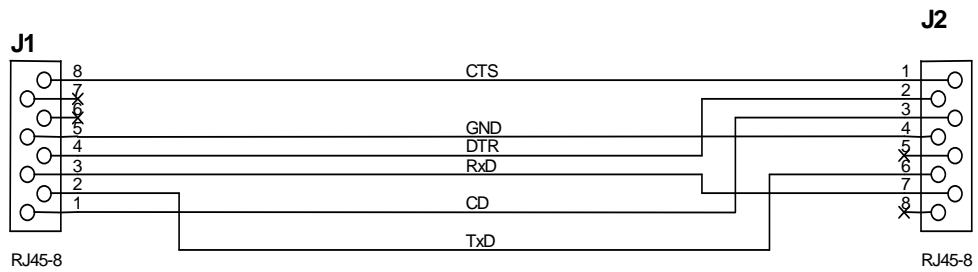 J2
J1
8 CTS 1
7 2
6 3
5 GND 4
4 DTR 5
3 RxD 6
2 7
1 CD 8
TxD
RJ45-8 RJ45-8